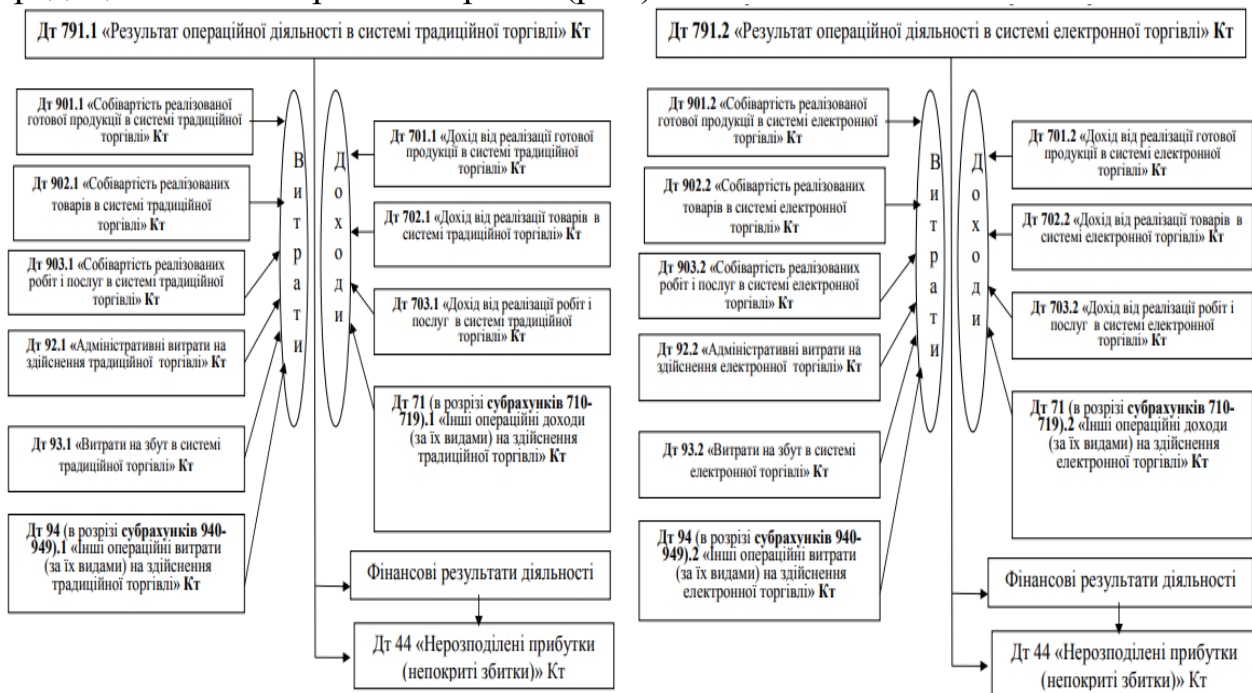 Дт 791.1 «Результат операційної діяльності в системі традиційної торгівлі» Кт
Дт 901.1 «Собівартість реалізованої
готової продукції в системі традиційної
торгівлі» Кт
Дт 902.1 «Собівартість реалізованих
товарів в системі традиційної
торгівлі» Кт
Дт 903.1 «Собівартість реалізованих
робіт і послуг в системі традиційної
торгівлі» Кт
Дт 92.1 «Адміністративні витрати на
здійснення традиційної торгівлі» Кт
Дт 93.1 «Витрати на збут в системі
традиційної торгівлі» Кт
Дт 94 (в розрізі субрахунків 940-
949).1 «Інші операційні витрати
(за їх видами) на здійснення
традиційної торгівлі» Кт
Витрати
Доходи
Дт 701.1 «Дохід від реалізації готової
продукції в системі традиційної
торгівлі» Кт
Дт 702.1 «Дохід від реалізації товарів в
системі традиційної торгівлі» Кт
Дт 703.1 «Дохід від реалізації робіт і
послуг в системі традиційної
торгівлі» Кт
Дт 71 (в розрізі субрахунків 710-
719).1 «Інші операційні доходи
(за їх видами) на здійснення
традиційної торгівлі» Кт
Фінансові результати діяльності
Дт 44 «Нерозподілені прибутки
(непокриті збитки)» Кт
Дт 791.2 «Результат операційної діяльності в системі електронної торгівлі» Кт
Дт 901.2 «Собівартість реалізованої
готової продукції в системі електронної
торгівлі» Кт
Дт 902.2 «Собівартість реалізованих
товарів в системі електронної
торгівлі» Кт
Дт 903.2 «Собівартість реалізованих
робіт і послуг в системі електронної
торгівлі» Кт
Дт 92.2 «Адміністративні витрати на
здійснення електронної торгівлі» Кт
Дт 93.2 «Витрати на збут в системі
електронної торгівлі» Кт
Дт 94 (в розрізі субрахунків 940-
949).2 «Інші операційні витрати
(за їх видами) на здійснення
електронної торгівлі» Кт
Витрати
Доходи
Дт 701.2 «Дохід від реалізації готової
продукції в системі електронної
торгівлі» Кт
Дт 702.2 «Дохід від реалізації товарів в
системі електронної торгівлі» Кт
Дт 703.2 «Дохід від реалізації робіт і
послуг в системі електронної
торгівлі» Кт
Дт 71 (в розрізі субрахунків 710-
719).2 «Інші операційні доходи
(за їх видами) на здійснення
електронної торгівлі» Кт
Фінансові результати діяльності
Дт 44 «Нерозподілені прибутки
(непокриті збитки)» Кт